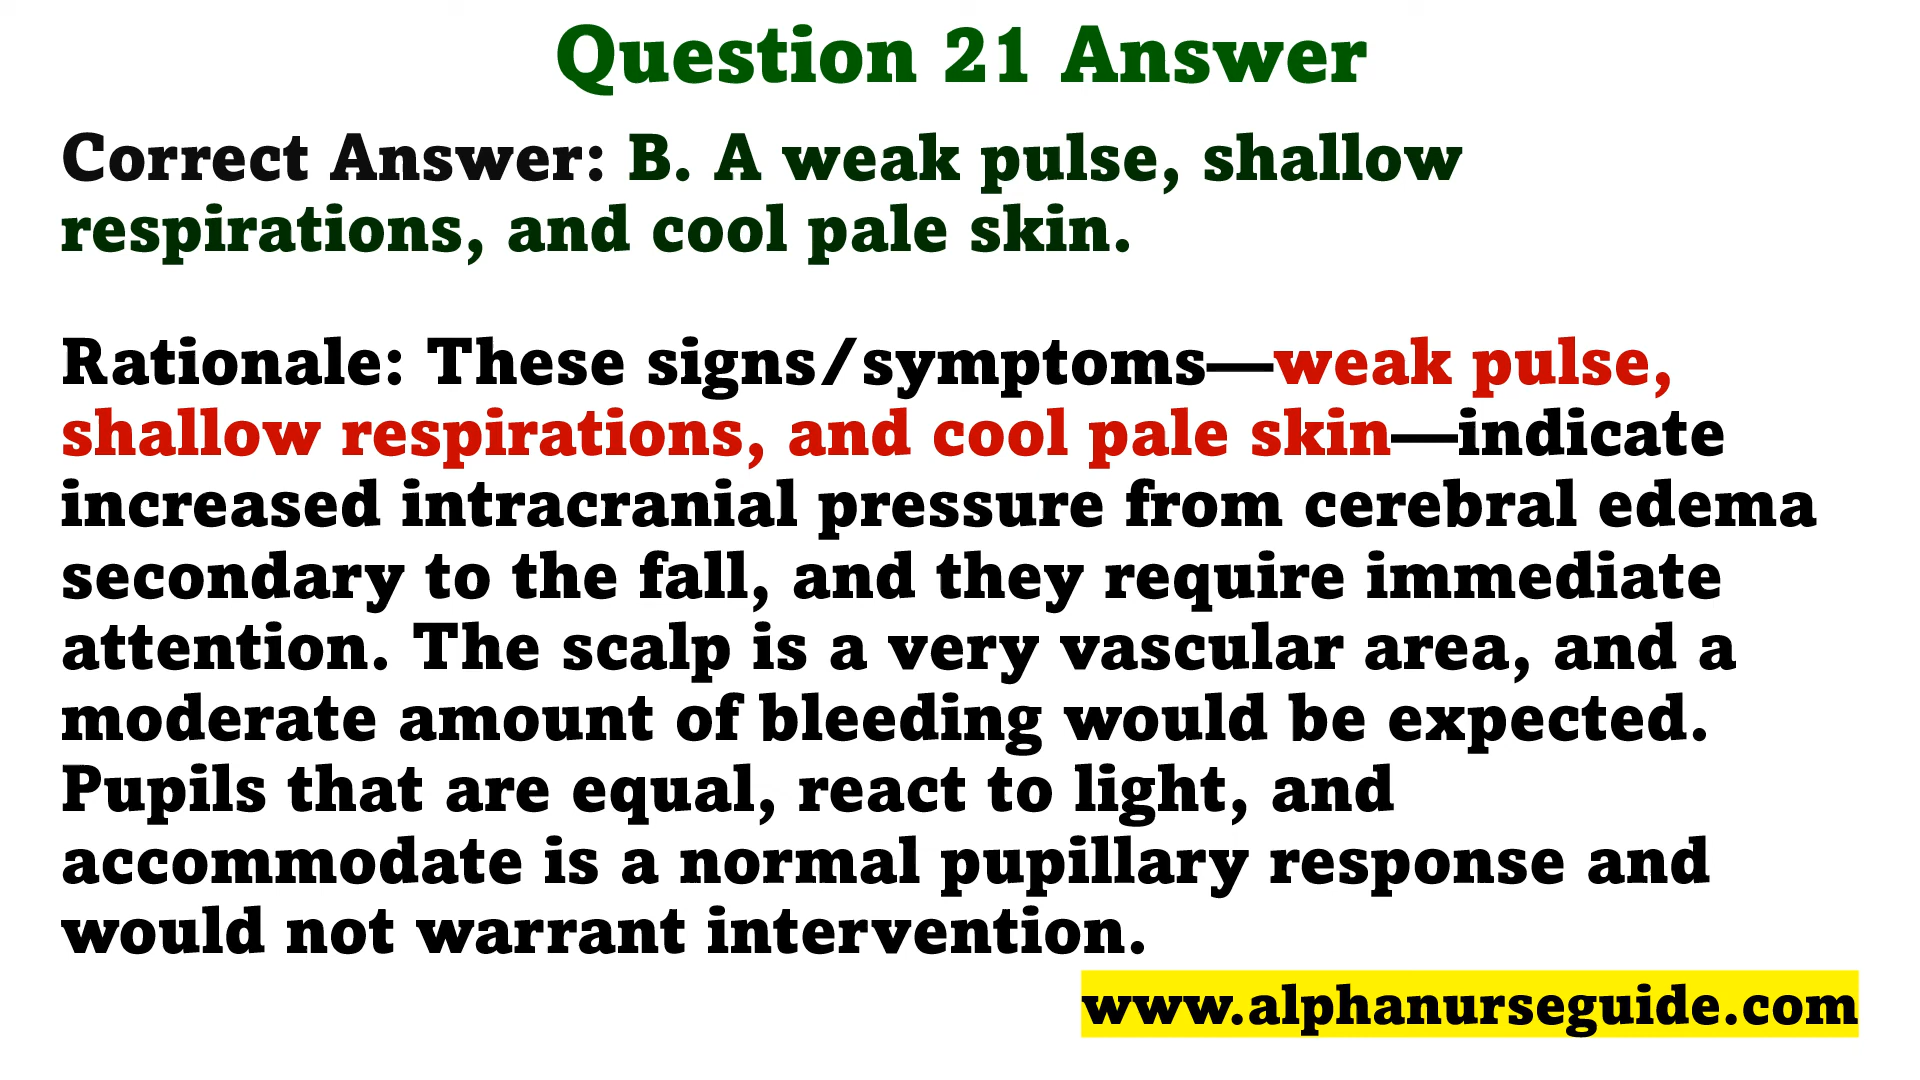 Question 21 Answer
Correct Answer: B. A weak pulse, shallow
respirations, and cool pale skin.
Rationale: These signs/symptoms—weak pulse,
shallow respirations, and cool pale skin—indicate
increased intracranial pressure from cerebral edema
secondary to the fall, and they require immediate
attention. The scalp is a very vascular area, and a
moderate amount of bleeding would be expected.
Pupils that are equal, react to light, and
accommodate is a normal pupillary response and
would not warrant intervention.
www.alphanurseguide.com